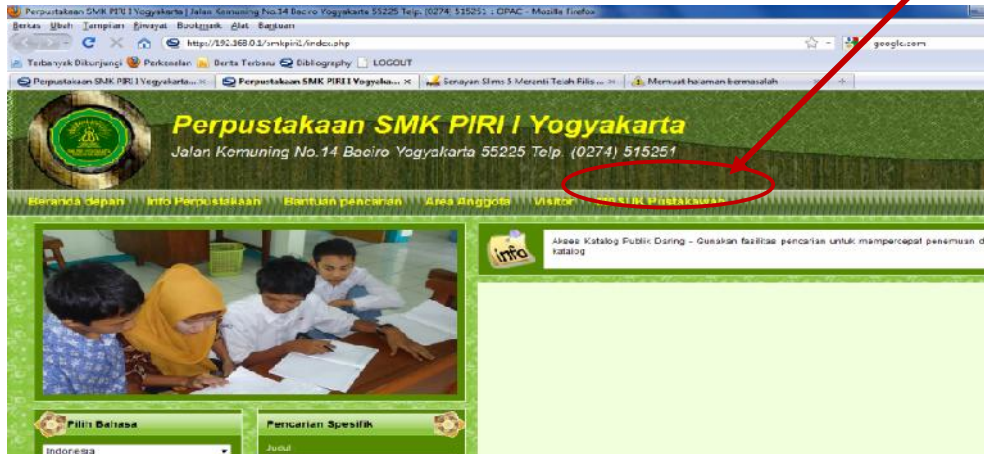 Perpustakaan SMK PIRI I Yogyakarta | Jalan Kemuning No.14 Baciro Yogyakarta 55225 Telp. (0274) 515251 : OPAC - Mozilla Firefox
Berkas Ubah Tampilan Riwayat Bookmark Alat Bantuan
http://192.168.0.1/smkpiri1/index.php google.com
Terbanyak Dikunjungi Perkenalan Berita Terbaru Bibliography LOGOUT
Perpustakaan SMK PIRI I Yogyakarta... Perpustakaan SMK PIRI I Yogyaka... Senayan Slims 5 Meranti Telah Rilis ... Memuat halaman bermasalah
Perpustakaan SMK PIRI I Yogyakarta
Jalan Kemuning No.14 Baciro Yogyakarta 55225 Telp. (0274) 515251
Beranda depan Info Perpustakaan Bantuan pencarian Area Anggota Visitor MASUK Pustakawan
info
Akses Katalog Publik Daring - Gunakan fasilitas pencarian untuk mempercepat penemuan d
katalog
Pilih Bahasa
Indonesia
Pencarian Spesifik
Judul